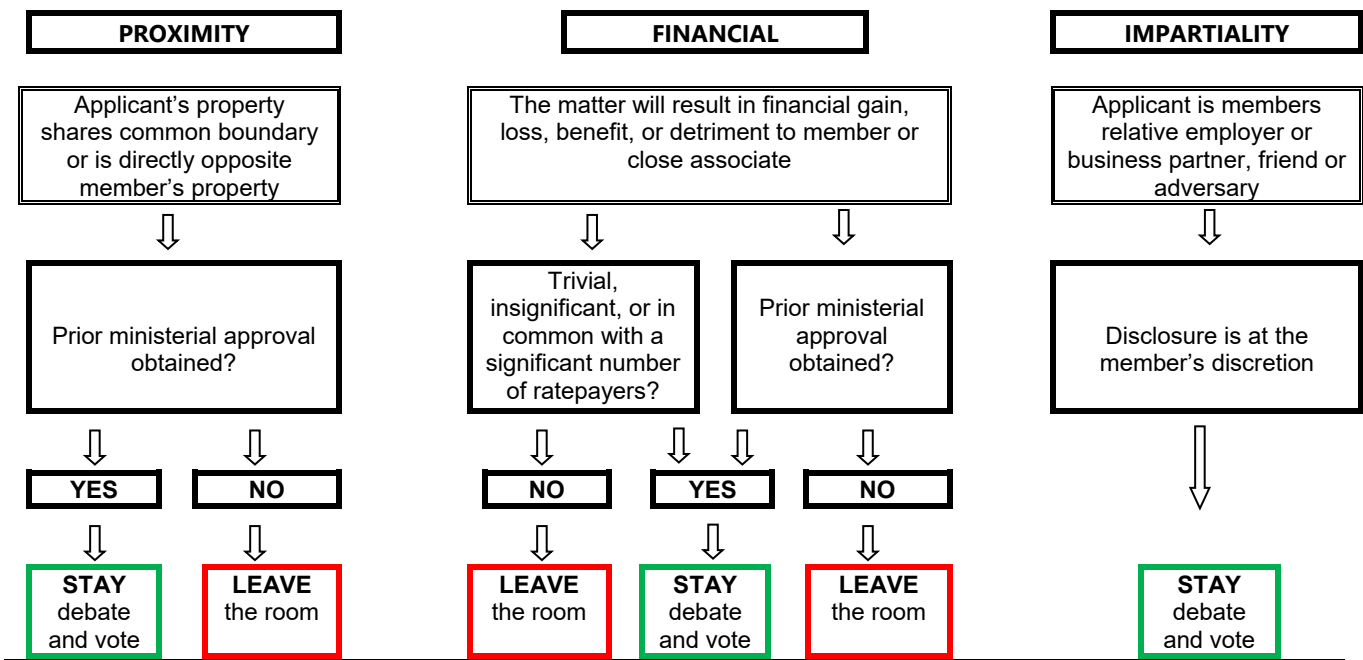 PROXIMITY
FINANCIAL
IMPARTIALITY
Applicant's property
shares common boundary
or is directly opposite
member's property
The matter will result in financial gain,
loss, benefit, or detriment to member or
close associate
Applicant is members
relative employer or
business partner, friend or
adversary
Prior ministerial approval
obtained?
Trivial,
insignificant, or in
common with a
significant number
of ratepayers?
Prior ministerial
approval
obtained?
Disclosure is at the
member's discretion
YES
NO
NO
YES
NO
STAY
debate
and vote
LEAVE
the room
LEAVE
the room
STAY
debate
and vote
LEAVE
the room
STAY
debate
and vote